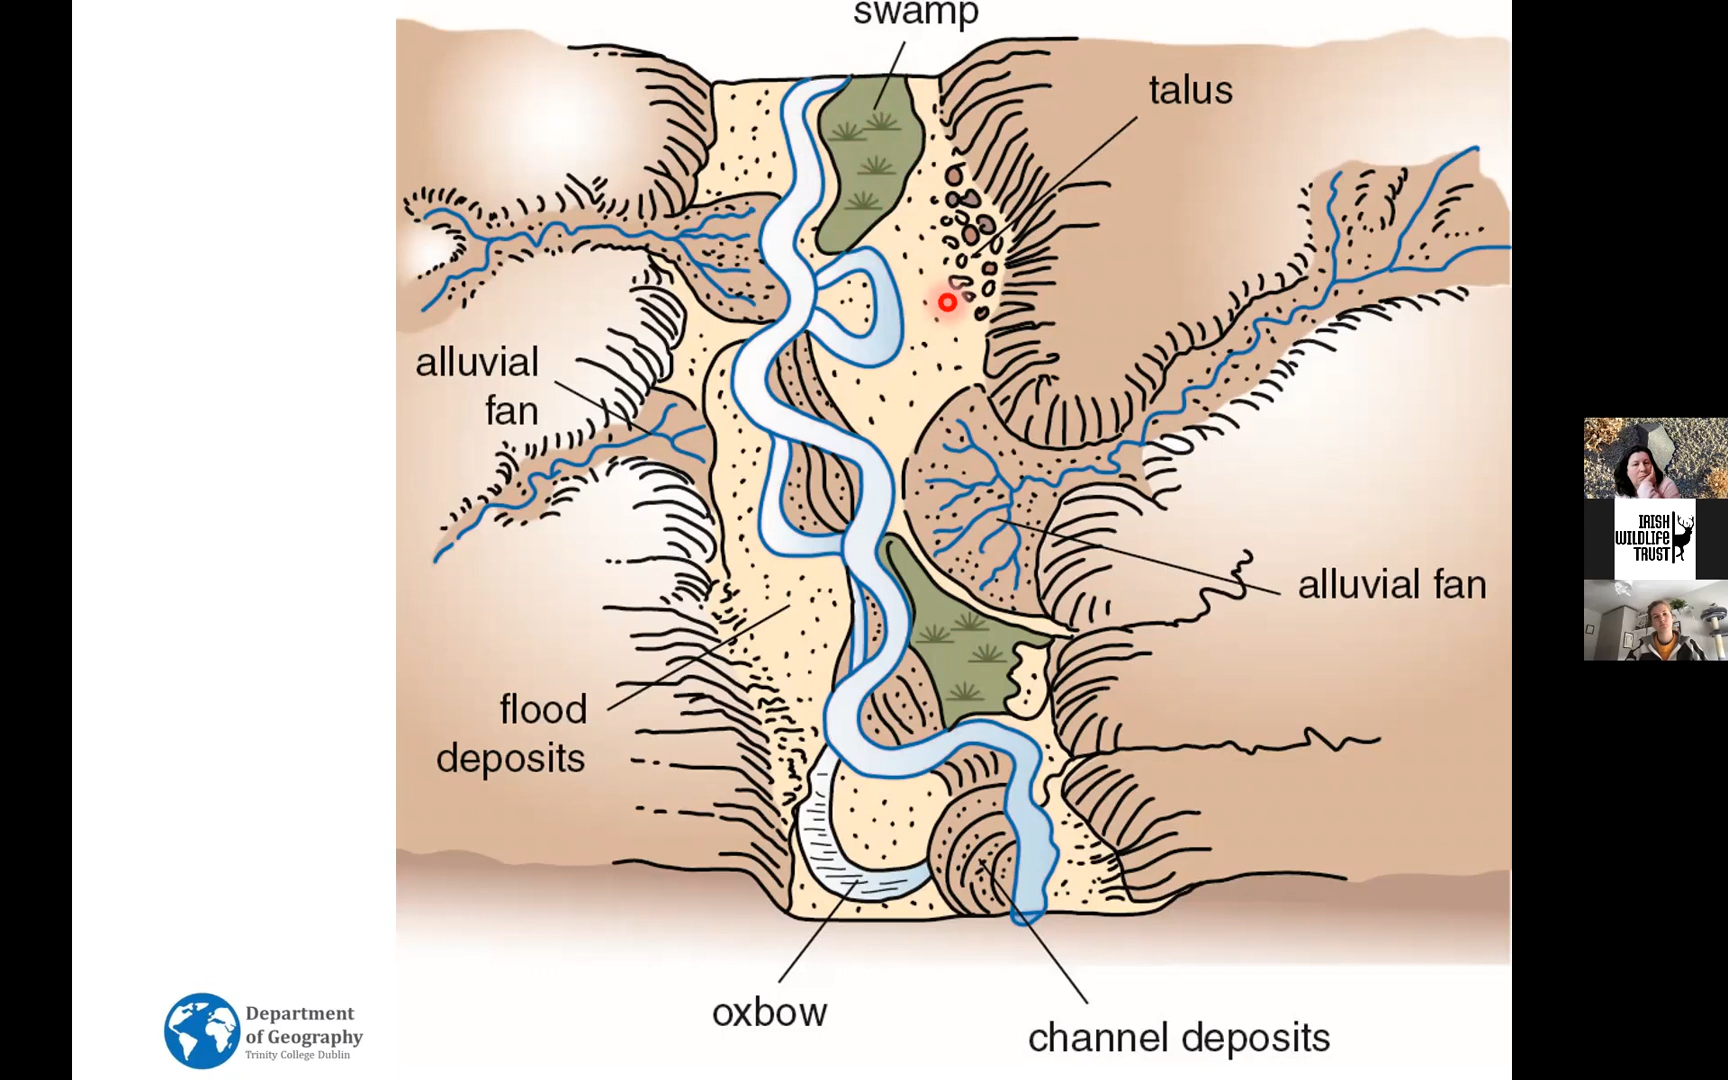 swamp
talus
alluvial
fan
alluvial fan
flood
deposits
oxbow
channel deposits
Department
of Geography
Trinity College Dublin
IRISH
WILDLIFE
TRUST